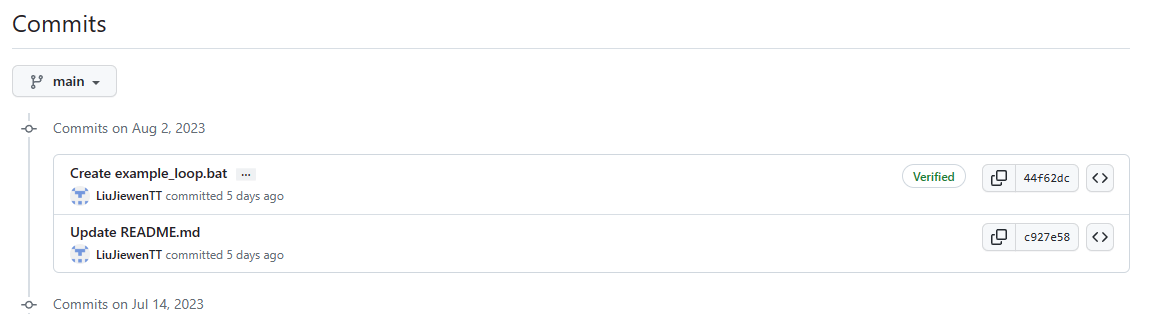 Commits
main
Commits on Aug 2, 2023
Create example_loop.bat ...
Verified
44f62dc
LiuJiewenTT committed 5 days ago
Update README.md
c927e58
LiuJiewenTT committed 5 days ago
Commits on Jul 14, 2023